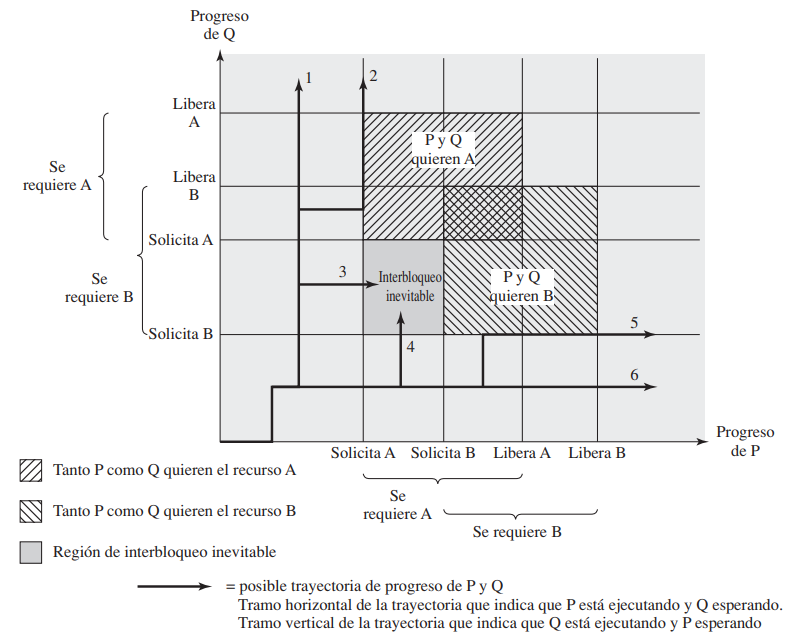 Progreso
de Q
1
2
Libera
A
P y Q
quieren A
Se
requiere A
Libera
B
Solicita A
3
Interbloqueo
inevitable
P y Q
quieren B
Se
requiere B
Solicita B
4
5
6
Progreso
de P
Solicita A Solicita B Libera A Libera B
Se
requiere A
Se requiere B
Tanto P como Q quieren el recurso A
Tanto P como Q quieren el recurso B
Región de interbloqueo inevitable
= posible trayectoria de progreso de P y Q
Tramo horizontal de la trayectoria que indica que P está ejecutando y Q esperando.
Tramo vertical de la trayectoria que indica que Q está ejecutando y P esperando